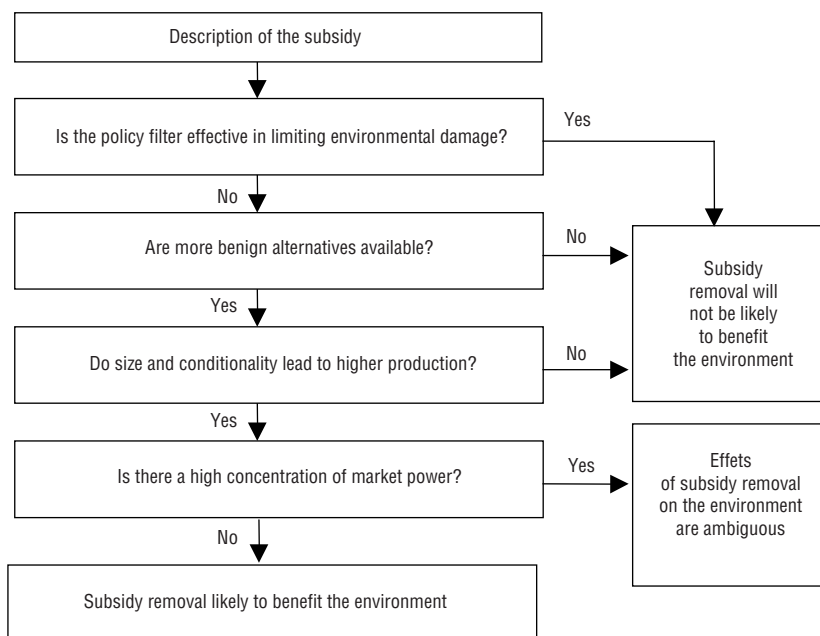 Description of the subsidy
Is the policy filter effective in limiting environmental damage?
Yes
No
Are more benign alternatives available?
No
Yes
Subsidy
removal will
not be likely
to benefit
the environment
Do size and conditionality lead to higher production?
No
Yes
Is there a high concentration of market power?
Yes
Effets
of subsidy removal
on the environment
are ambiguous
No
Subsidy removal likely to benefit the environment